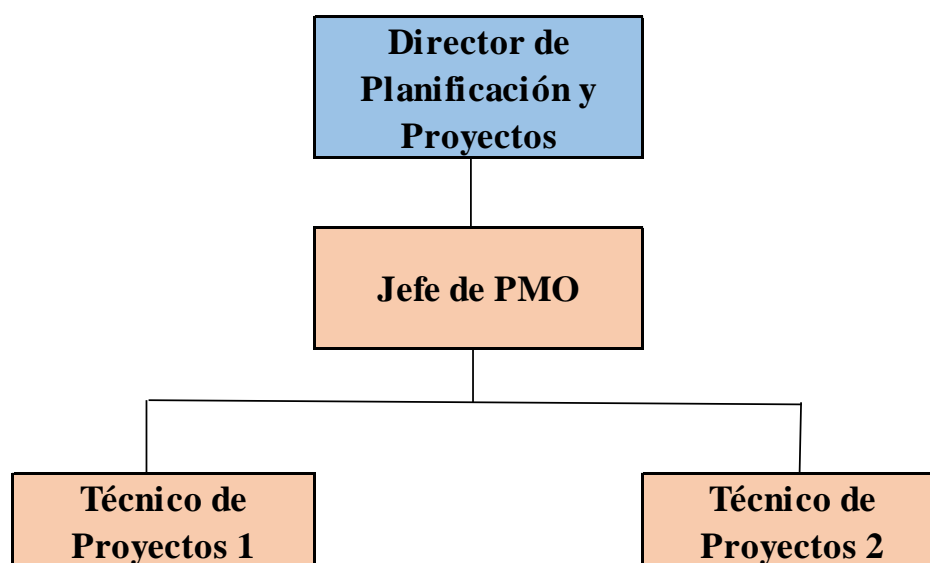 Director de
Planificación y
Proyectos
Jefe de PMO
Técnico de
Proyectos 1
Técnico de
Proyectos 2